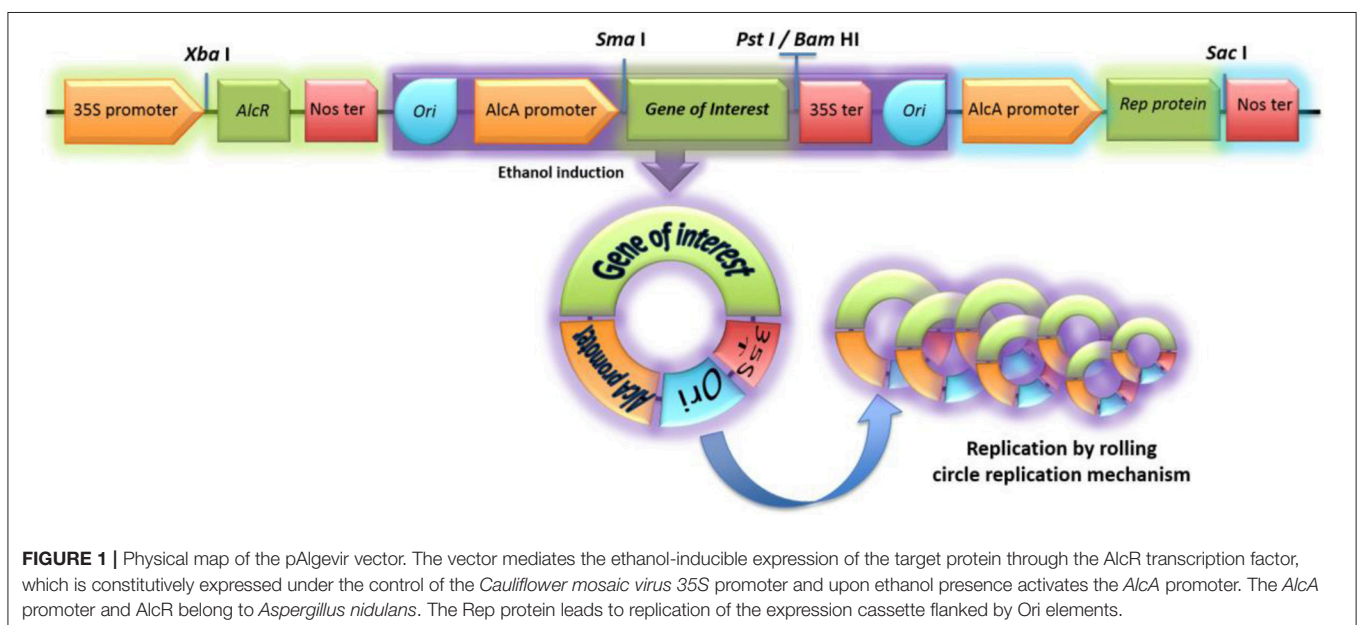 Xba I
Sma I
Pst I / Bam HI
Sac I
35S promoter
AlcR
Nos ter
Ori
AlcA promoter
Gene of Interest
35S ter
Ori
AlcA promoter
Rep protein
Nos ter
Ethanol induction
Gene of interest
AlcA promoter
Ori
35S
T
Replication by rolling
circle replication mechanism
FIGURE 1 | Physical map of the pAlgevir vector. The vector mediates the ethanol-inducible expression of the target protein through the AlcR transcription factor,
which is constitutively expressed under the control of the Cauliflower mosaic virus 35S promoter and upon ethanol presence activates the AlcA promoter. The AlcA
promoter and AlcR belong to Aspergillus nidulans. The Rep protein leads to replication of the expression cassette flanked by Ori elements.